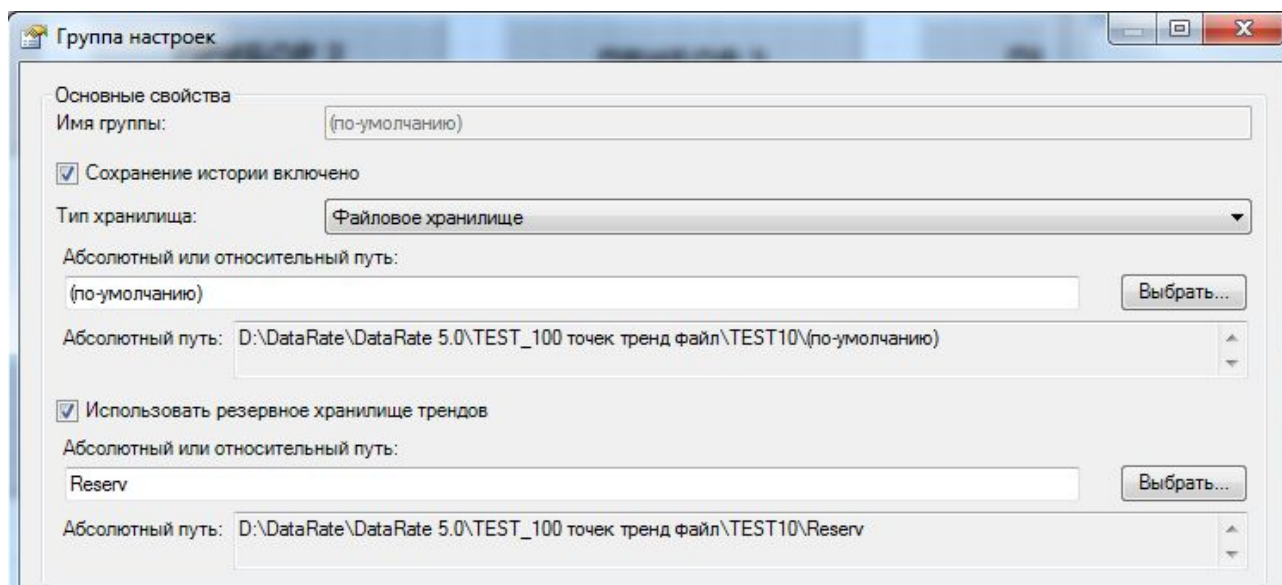 Группа настроек
Основные свойства
Имя группы: (по-умолчанию)
Сохранение истории включено
Тип хранилища: Файловое хранилище
Абсолютный или относительный путь:
(по-умолчанию) Выбрать...
Абсолютный путь: D:\DataRate\DataRate 5.0\TEST_100 точек тренд файл\TEST10\(по-умолчанию)
Использовать резервное хранилище трендов
Абсолютный или относительный путь:
Reserv Выбрать...
Абсолютный путь: D:\DataRate\DataRate 5.0\TEST_100 точек тренд файл\TEST10\Reserv